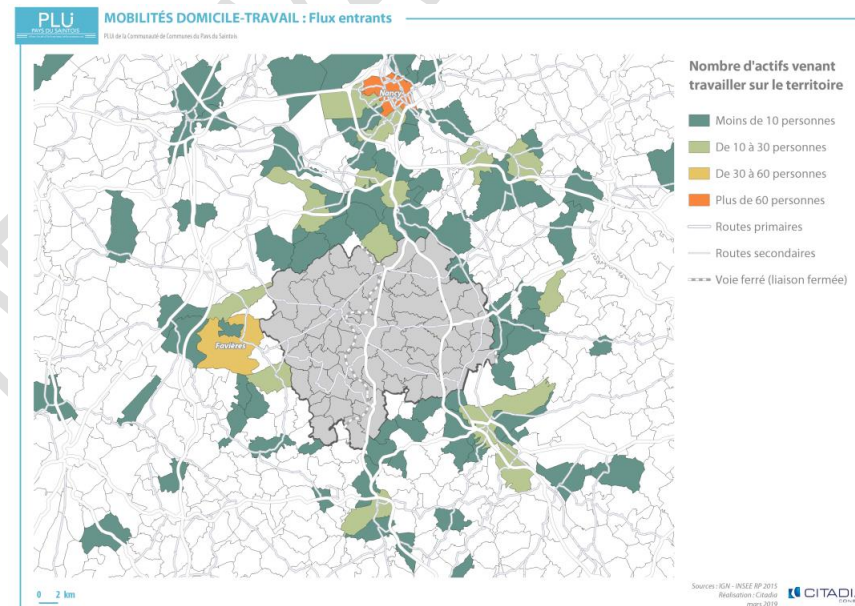 PLUi
PAYS DU SAINTOIS
MOBILITÉS DOMICILE-TRAVAIL : Flux entrants
PLUi de la Communauté de Communes du Pays du Saintois
Nancy
Favières
Nombre d'actifs venant
travailler sur le territoire
Moins de 10 personnes
De 10 à 30 personnes
De 30 à 60 personnes
Plus de 60 personnes
Routes primaires
Routes secondaires
Voie ferré (liaison fermée)
0 2 km
Sources : IGN - INSEE RP 2015
Réalisation : Citadia
mars 2019
CITADI